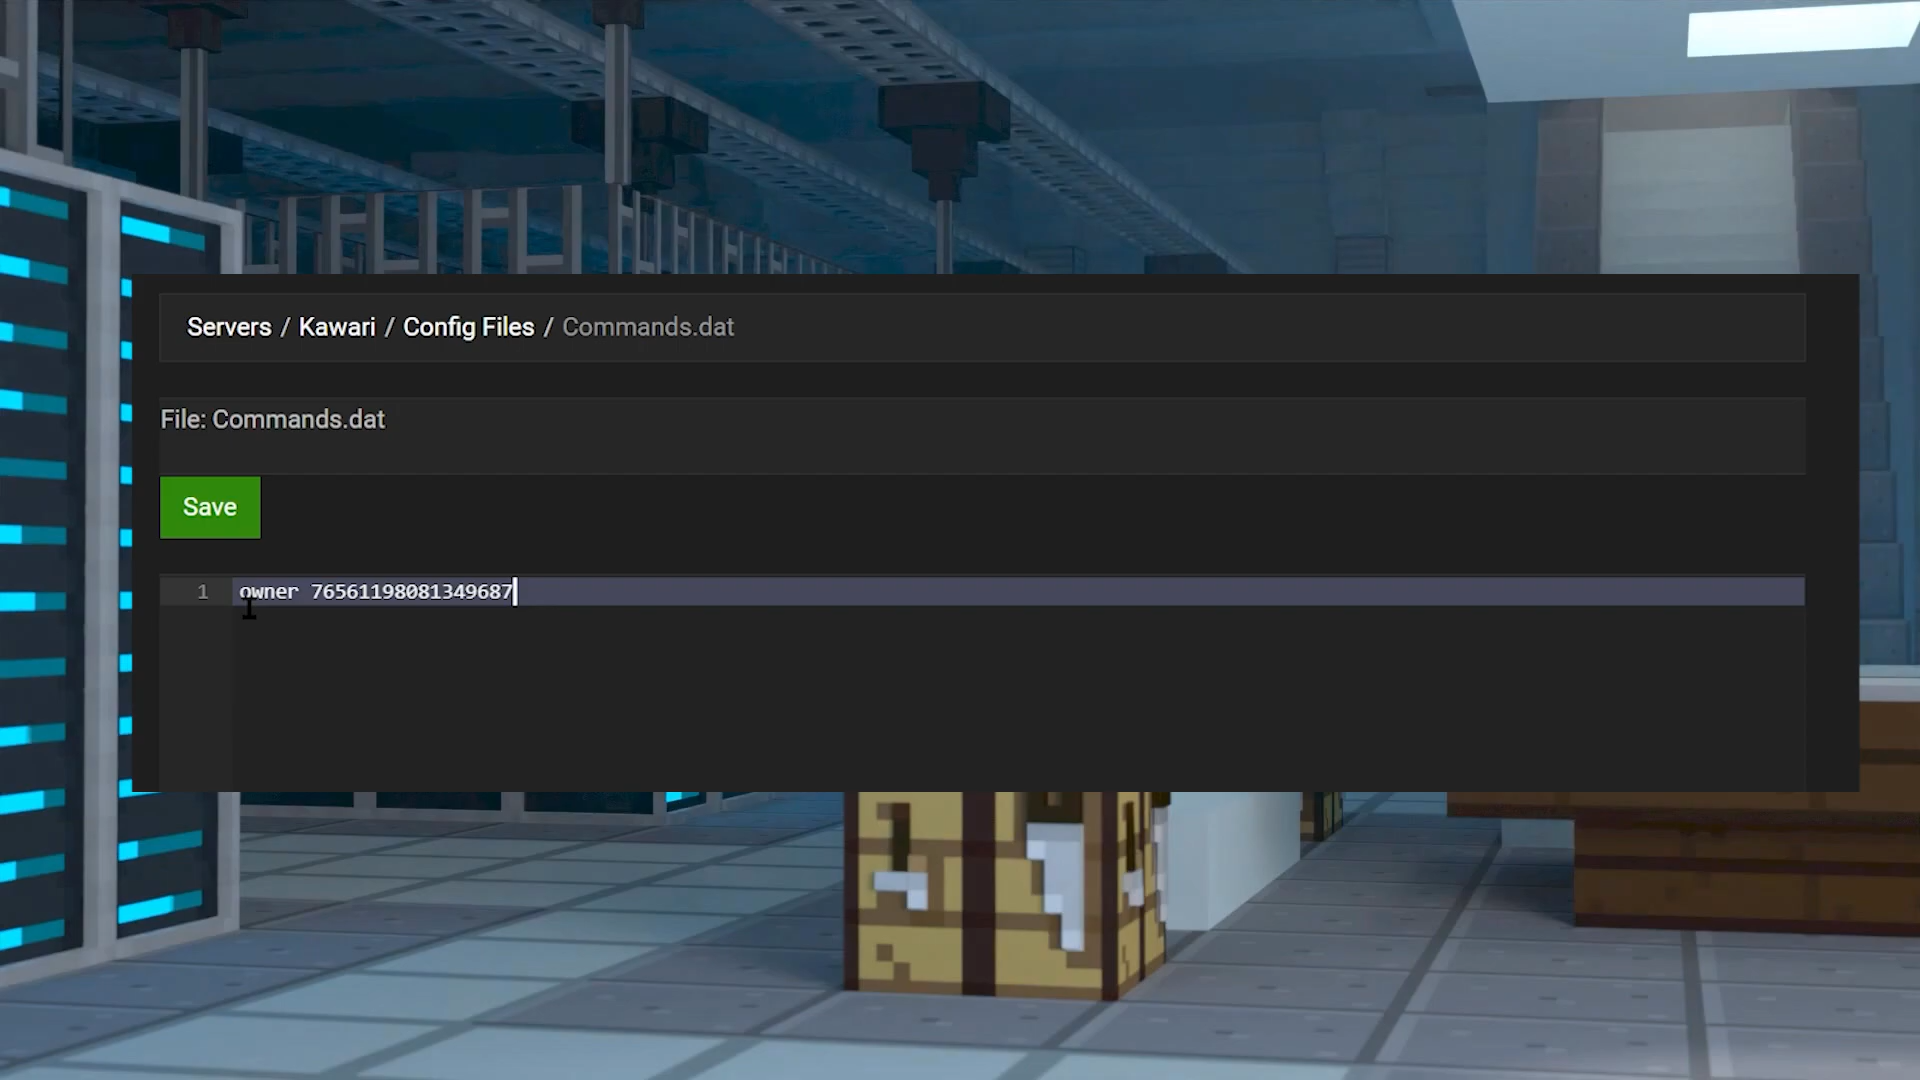 Servers / Kawari / Config Files / Commands.dat
File: Commands.dat
Save
1 owner 76561198081349687